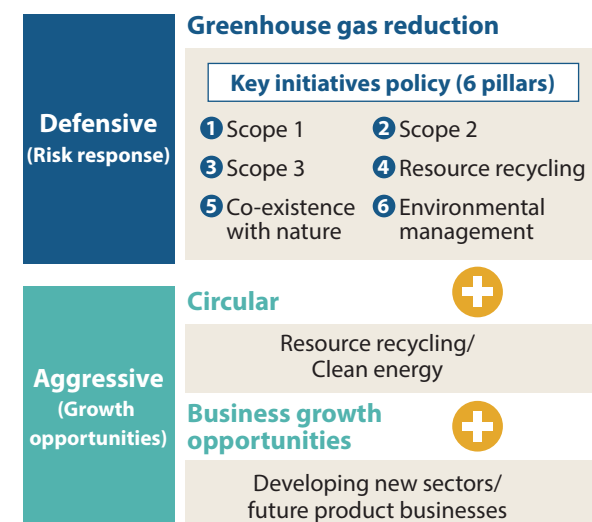 Greenhouse gas reduction
Defensive
(Risk response)
Key initiatives policy (6 pillars)
1 Scope 1
2 Scope 2
3 Scope 3
4 Resource recycling
5 Co-existence
with nature
6 Environmental
management
Aggressive
(Growth
opportunities)
Circular
Resource recycling/
Clean energy
Business growth
opportunities
Developing new sectors/
future product businesses